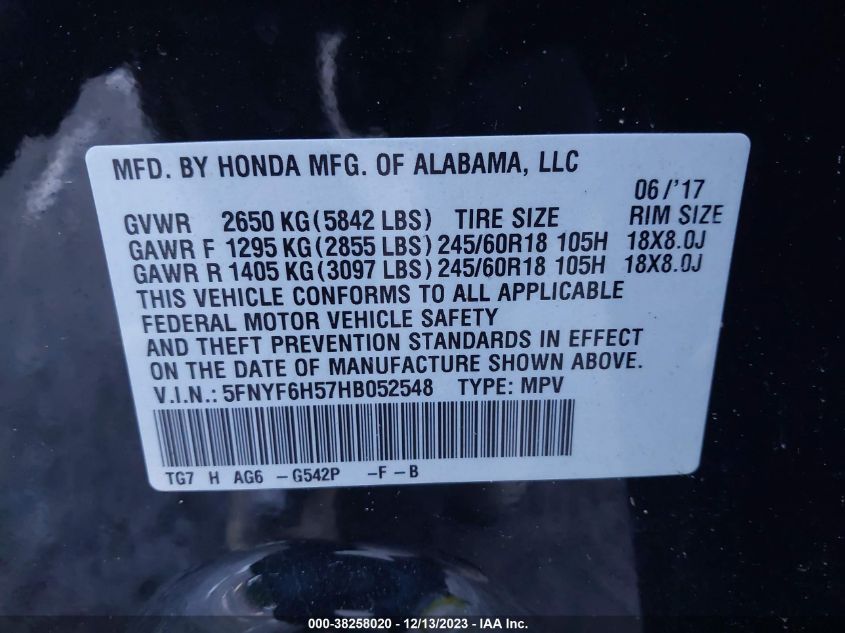 MFD. BY HONDA MFG. OF ALABAMA, LLC
06/'17
GVWR 2650 KG(5842 LBS) TIRE SIZE RIM SIZE
GAWR F 1295 KG(2855 LBS) 245/60R18 105H 18X8.0J
GAWR R 1405 KG(3097 LBS) 245/60R18 105H 18X8.0J
THIS VEHICLE CONFORMS TO ALL APPLICABLE
FEDERAL MOTOR VEHICLE SAFETY
AND THEFT PREVENTION STANDARDS IN EFFECT
ON THE DATE OF MANUFACTURE SHOWN ABOVE.
V.I.N.: 5FNYF6H57HB052548 TYPE: MPV
TG7 H AG6 -G542P -F-B
000-38258020 - 12/13/2023 - IAA Inc.